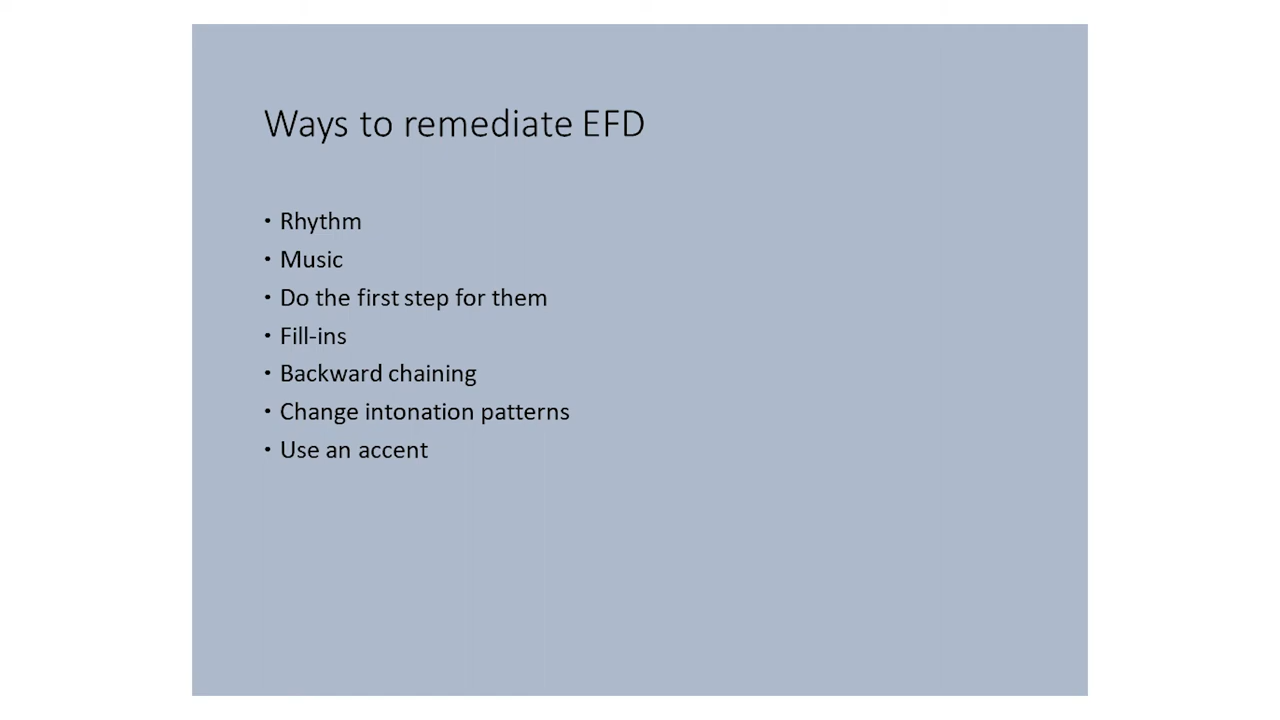 Ways to remediate EFD
• Rhythm
• Music
• Do the first step for them
• Fill-ins
• Backward chaining
• Change intonation patterns
• Use an accent